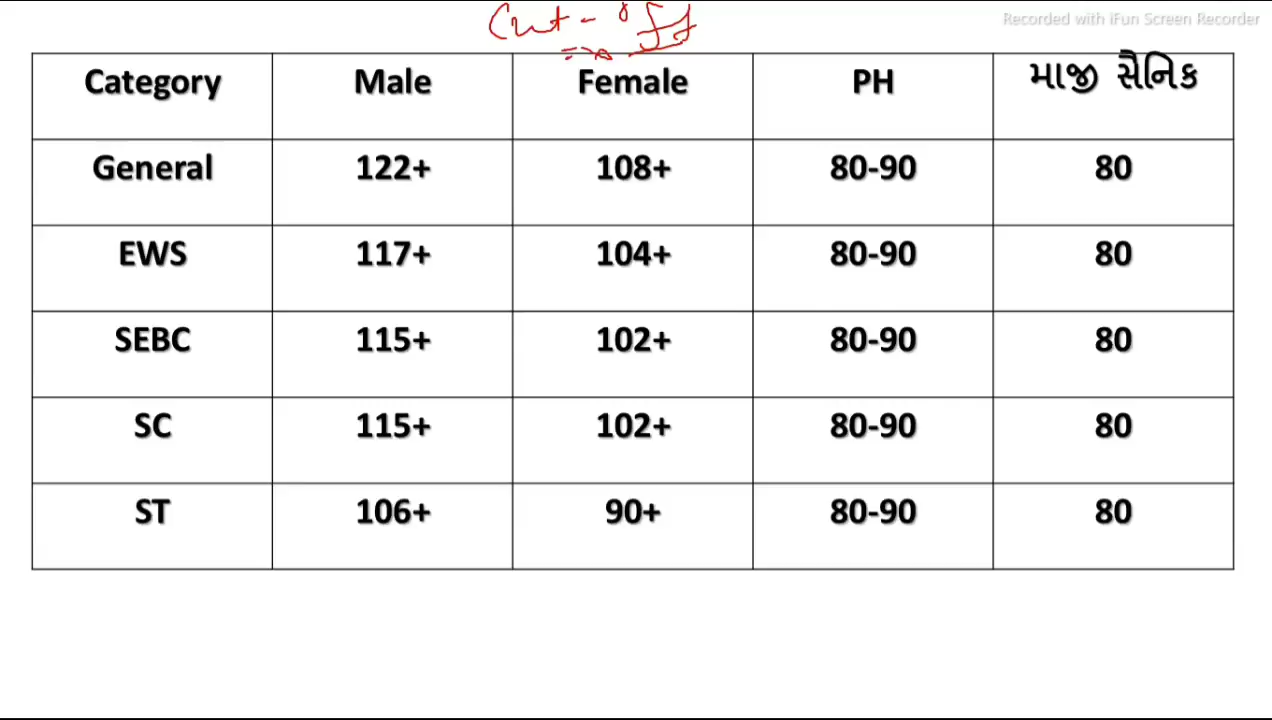 Cut - off
Recorded with iFun Screen Recorder
Category Male Female PH માજી સૈનિક
General 122+ 108+ 80-90 80
EWS 117+ 104+ 80-90 80
SEBC 115+ 102+ 80-90 80
SC 115+ 102+ 80-90 80
ST 106+ 90+ 80-90 80